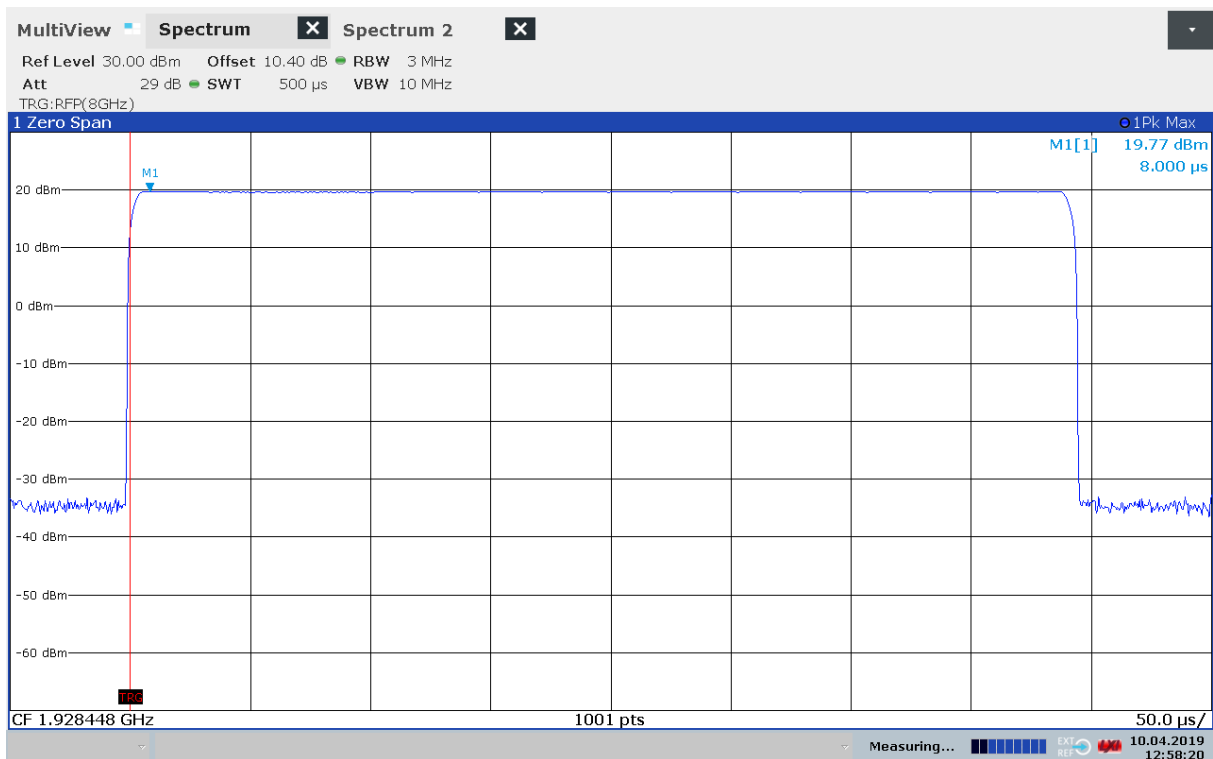 MultiView Spectrum X Spectrum 2 X
Ref Level 30.00 dBm Offset 10.40 dB RBW 3 MHz
Att 29 dB SWT 500 µs VBW 10 MHz
TRG:RFP(8GHz)
1 Zero Span 1Pk Max
M1[1] 19.77 dBm
8.000 µs
M1
20 dBm
10 dBm
0 dBm
-10 dBm
-20 dBm
-30 dBm
-40 dBm
-50 dBm
-60 dBm
TRG
CF 1.928448 GHz 1001 pts 50.0 µs/
Measuring... EXT REF 10.04.2019
12:58:20